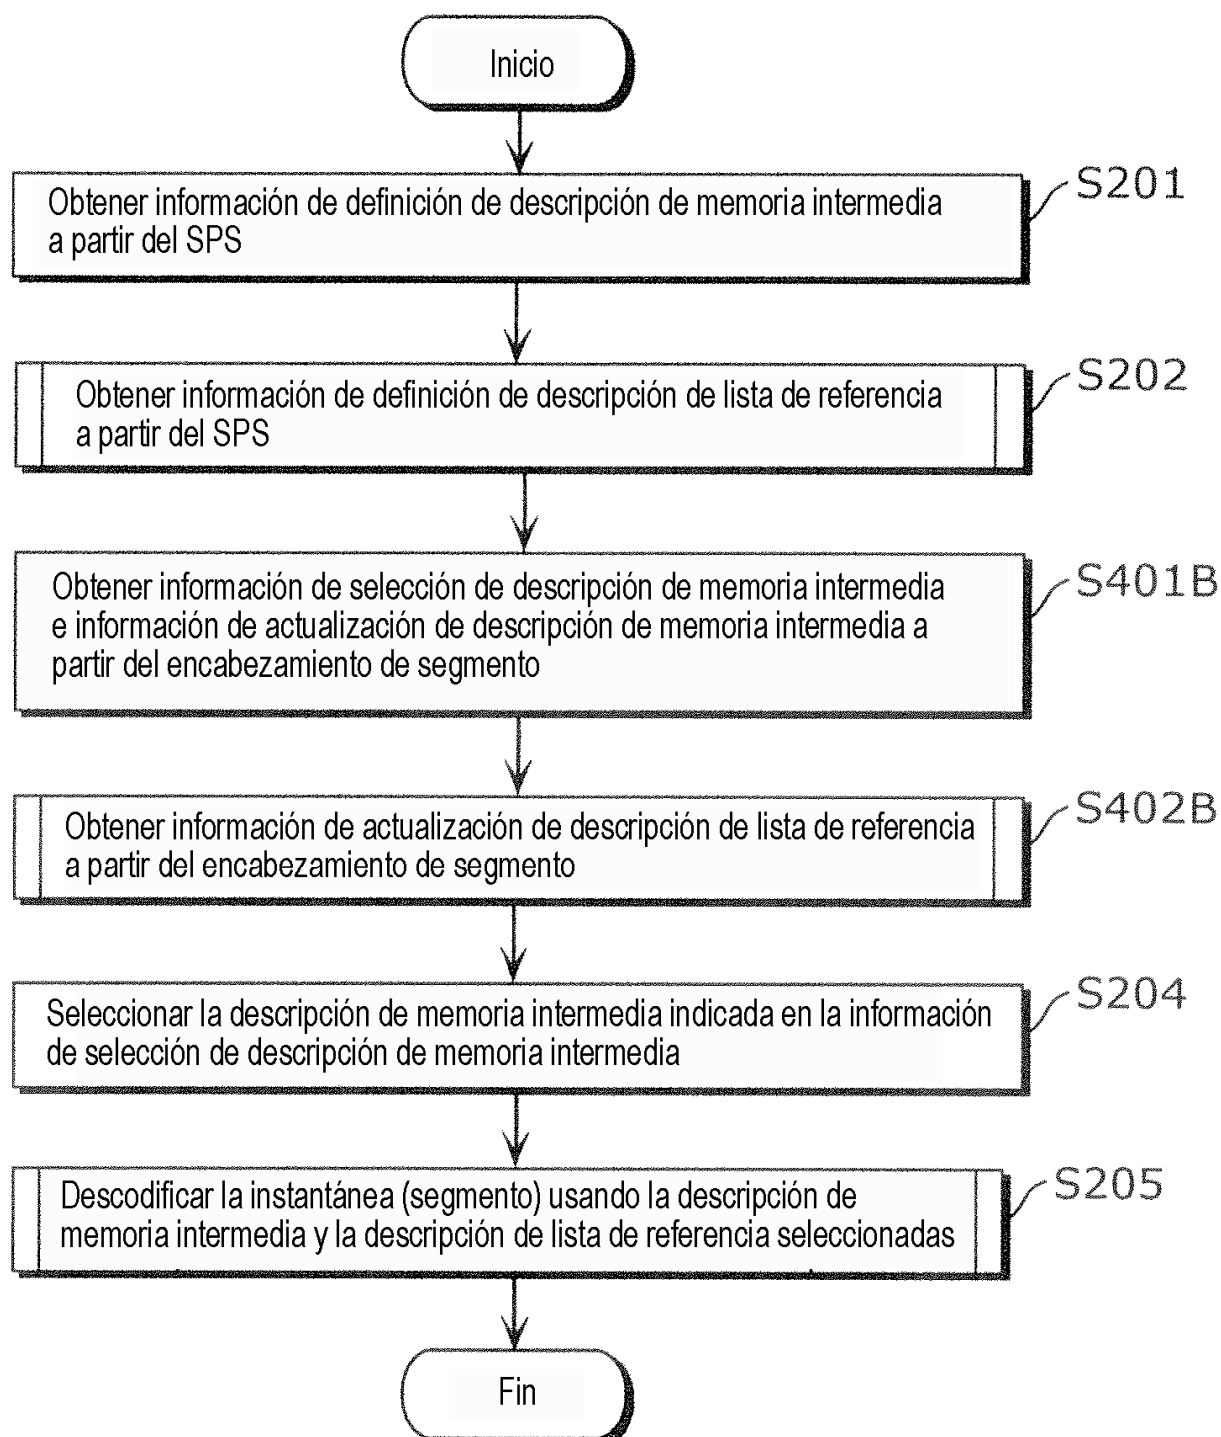 Inicio
Obtener información de definición de descripción de memoria intermedia
a partir del SPS
S201
Obtener información de definición de descripción de lista de referencia
a partir del SPS
S202
Obtener información de selección de descripción de memoria intermedia
e información de actualización de descripción de memoria intermedia a
partir del encabezamiento de segmento
S401B
Obtener información de actualización de descripción de lista de referencia
a partir del encabezamiento de segmento
S402B
Seleccionar la descripción de memoria intermedia indicada en la información
de selección de descripción de memoria intermedia
S204
Descodificar la instantánea (segmento) usando la descripción de
memoria intermedia y la descripción de lista de referencia seleccionadas
S205
Fin